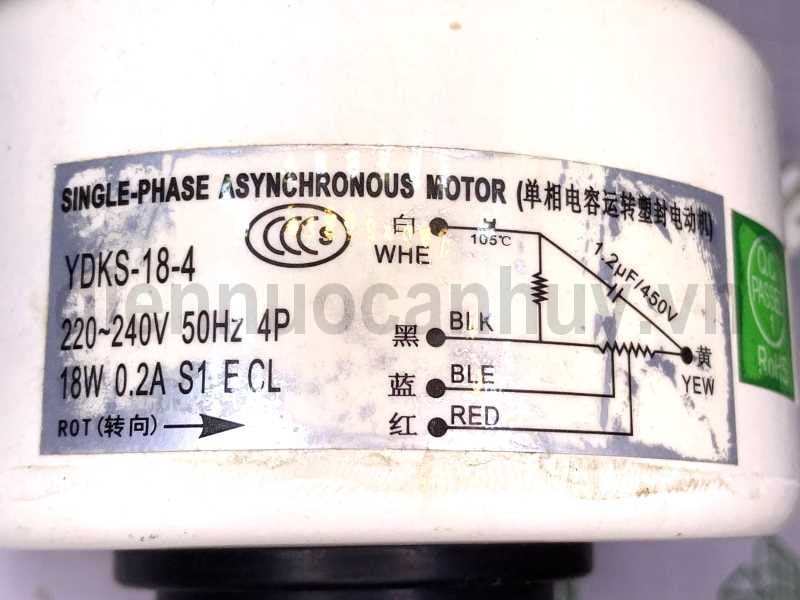 SINGLE-PHASE ASYNCHRONOUS MOTOR (单相电容运转塑封电动机)
CCC S
YDKS-18-4
220~240V 50Hz 4P
18W 0.2A S1 E CL
ROT (转向)
白
WHE
105℃
1.2μF/450V
黑 BLK
蓝 BLE
红 RED
黄
YEW
Q.C
PASSED
1
RoHS
diennuocanhuy.vn